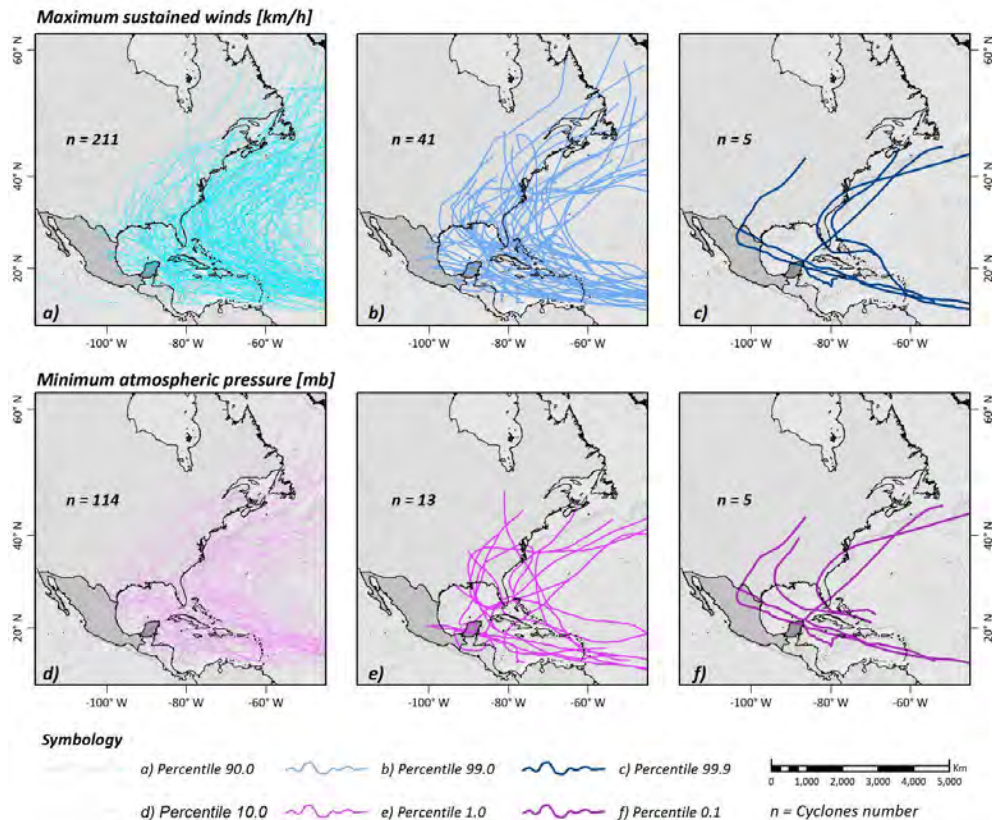 Maximum sustained winds [km/h]
60° N
40° N
20° N
n = 211
n = 41
n = 5
60° N
40° N
20° N
a)
b)
c)
-100° W -80° W -60° W
-100° W -80° W -60° W
-100° W -80° W -60° W
Minimum atmospheric pressure [mb]
60° N
40° N
20° N
n = 114
n = 13
n = 5
60° N
40° N
20° N
d)
e)
f)
-100° W -80° W -60° W
-100° W -80° W -60° W
-100° W -80° W -60° W
Symbology
a) Percentile 90.0
b) Percentile 99.0
c) Percentile 99.9
Km
0 1,000 2,000 3,000 4,000 5,000
d) Percentile 10.0
e) Percentile 1.0
f) Percentile 0.1
n = Cyclones number